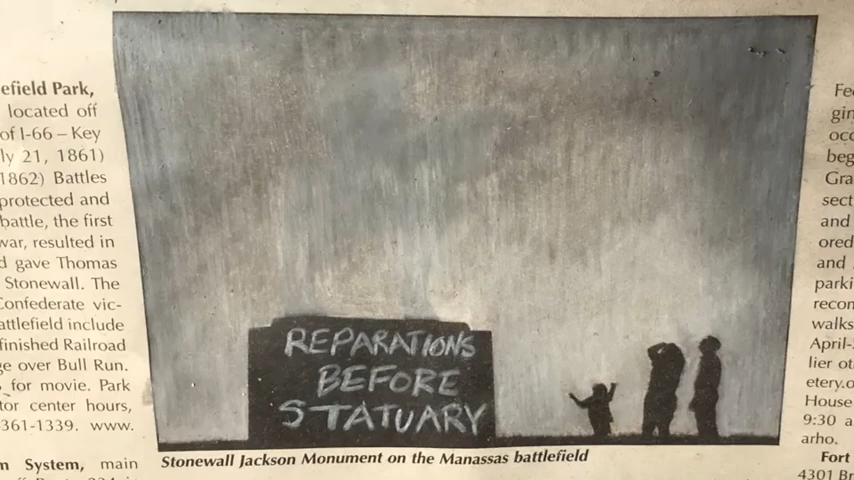 efield Park,
located off
of I-66 – Key
ly 21, 1861)
1862) Battles
protected and
battle, the first
war, resulted in
d gave Thomas
Stonewall. The
Confederate vic-
attlefield include
finished Railroad
ge over Bull Run.
for movie. Park
tor center hours,
361-1339. www.
m System, main
REPARATIONS
BEFORE
STATUARY
Stonewall Jackson Monument on the Manassas battlefield
Fe
gin
occ
beg
Gra
sect
and
ored
and
parki
recon
walks
April-
lier ot
etery.o
House
9:30 a
arho.
Fort
4301 Br